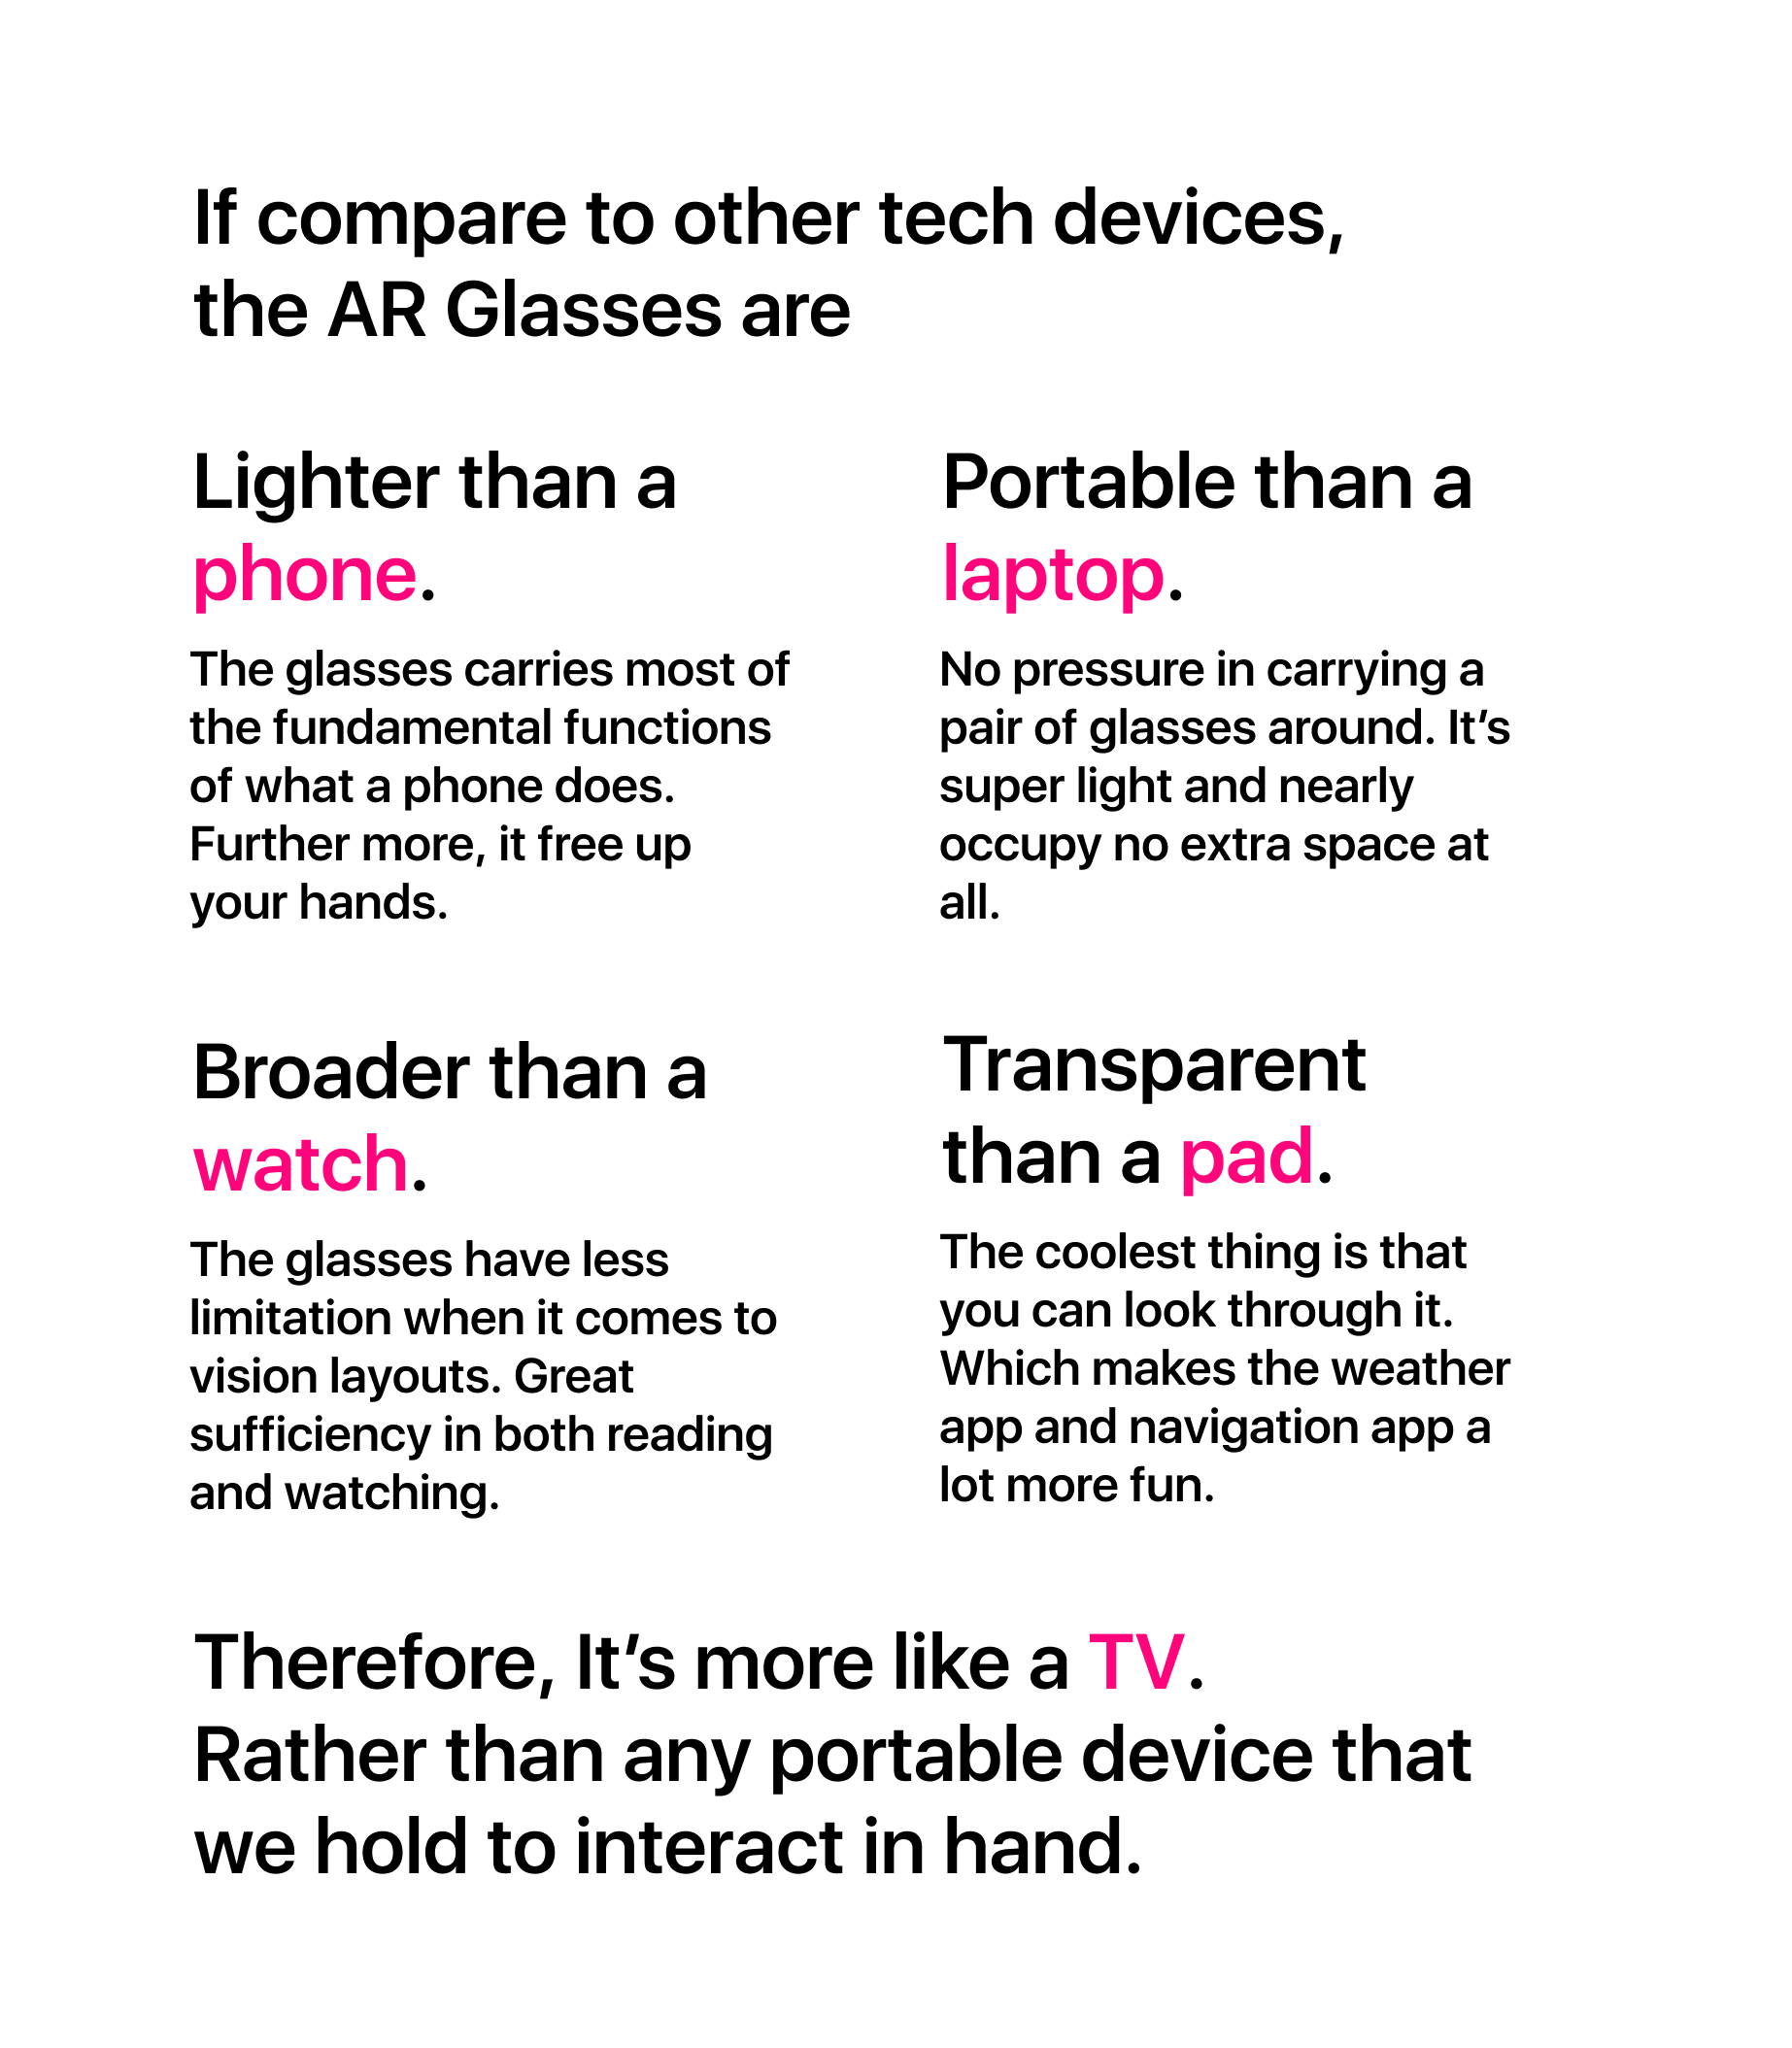 If compare to other tech devices,
the AR Glasses are
Lighter than a
phone.
The glasses carries most of
the fundamental functions
of what a phone does.
Further more, it free up
your hands.
Portable than a
laptop.
No pressure in carrying a
pair of glasses around. It’s
super light and nearly
occupy no extra space at
all.
Broader than a
watch.
The glasses have less
limitation when it comes to
vision layouts. Great
sufficiency in both reading
and watching.
Transparent
than a pad.
The coolest thing is that
you can look through it.
Which makes the weather
app and navigation app a
lot more fun.
Therefore, It’s more like a TV.
Rather than any portable device that
we hold to interact in hand.